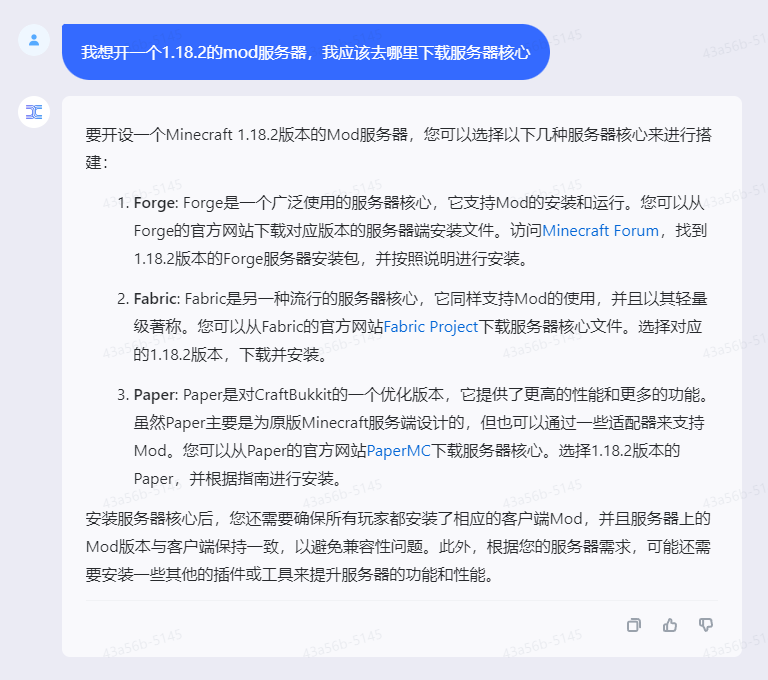 我想开一个1.18.2的mod服务器，我应该去哪里下载服务器核心
要开设一个Minecraft 1.18.2版本的Mod服务器，您可以选择以下几种服务器核心来进行搭
建：
1. Forge: Forge是一个广泛使用的服务器核心，它支持Mod的安装和运行。您可以从
Forge的官方网站下载对应版本的服务器端安装文件。访问Minecraft Forum，找到
1.18.2版本的Forge服务器安装包，并按照说明进行安装。
2. Fabric: Fabric是另一种流行的服务器核心，它同样支持Mod的使用，并且以其轻量
级著称。您可以从Fabric的官方网站Fabric Project下载服务器核心文件。选择对应
的1.18.2版本，下载并安装。
3. Paper: Paper是对CraftBukkit的一个优化版本，它提供了更高的性能和更多的功能。
虽然Paper主要是为原版Minecraft服务端设计的，但也可以通过一些适配器来支持
Mod。您可以从Paper的官方网站PaperMC下载服务器核心。选择1.18.2版本的
Paper，并根据指南进行安装。
安装服务器核心后，您还需要确保所有玩家都安装了相应的客户端Mod，并且服务器上的
Mod版本与客户端保持一致，以避免兼容性问题。此外，根据您的服务器需求，可能还需
要安装一些其他的插件或工具来提升服务器的功能和性能。
43a56b-5145